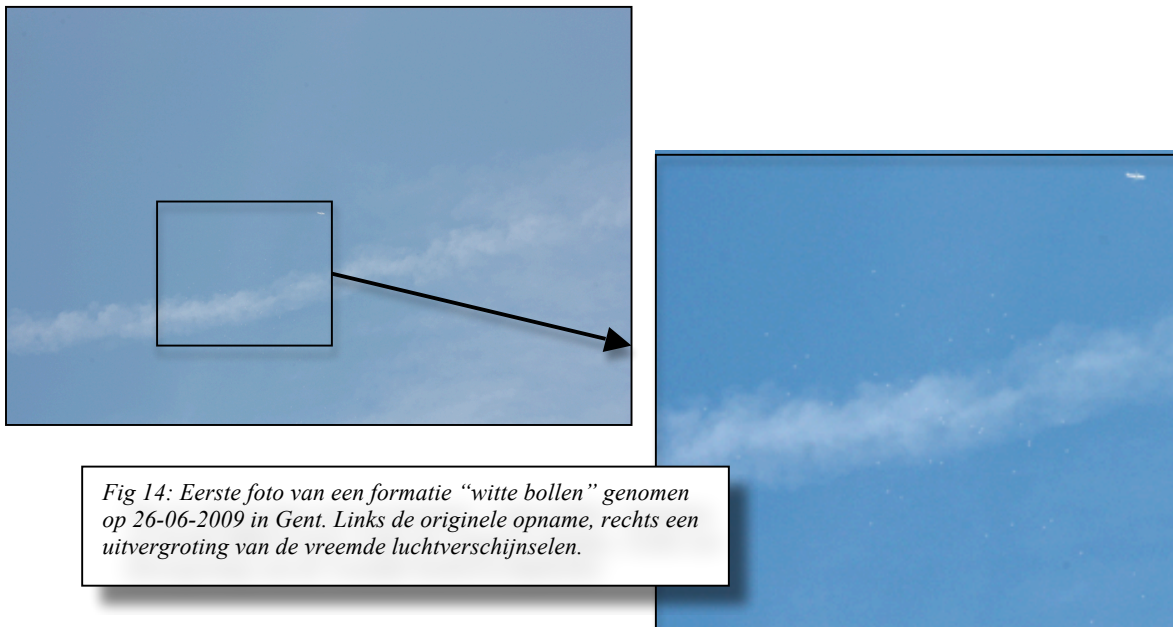 Fig 14: Eerste foto van een formatie “witte bollen” genomen
op 26-06-2009 in Gent. Links de originele opname, rechts een
uitvergroting van de vreemde luchtverschijnselen.